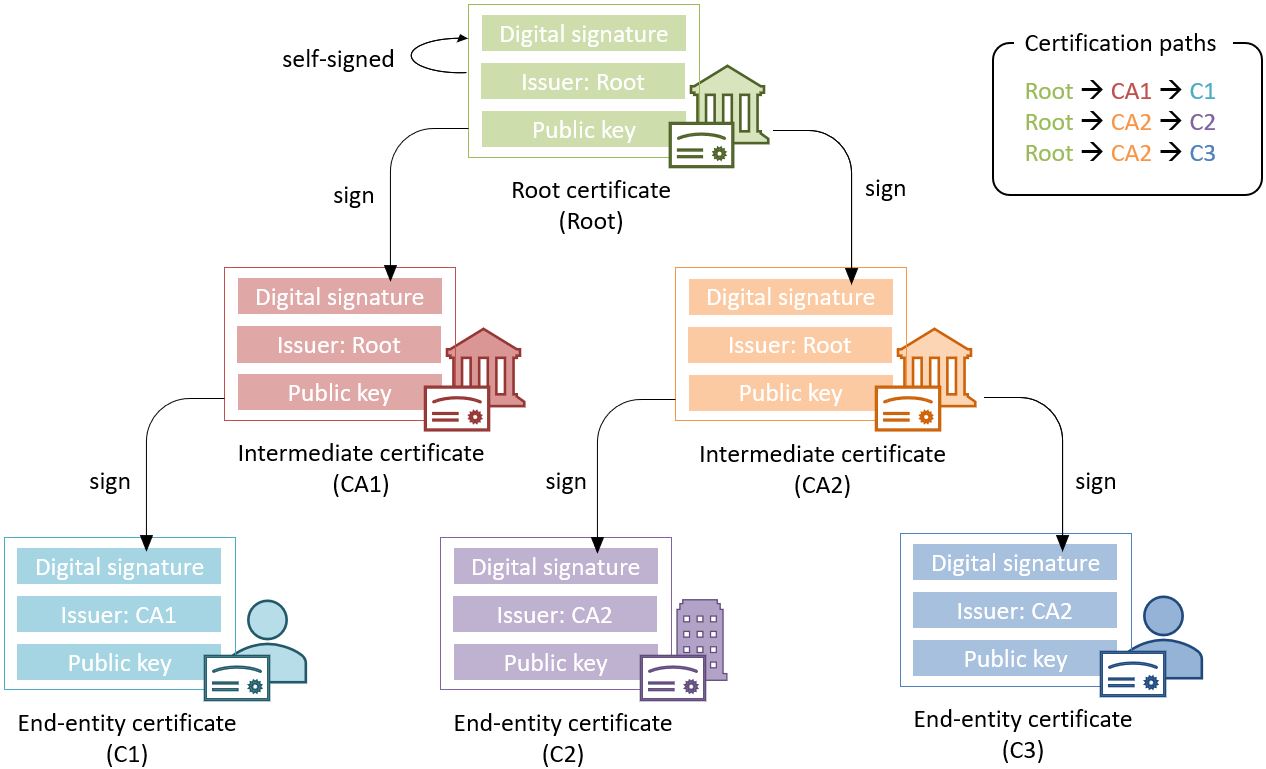 Digital signature
self-signed
Issuer: Root
Public key
Root certificate
(Root)
Certification paths
Root → CA1 → C1
Root → CA2 → C2
Root → CA2 → C3
sign
sign
Digital signature
Issuer: Root
Public key
Intermediate certificate
(CA1)
Digital signature
Issuer: Root
Public key
Intermediate certificate
(CA2)
sign
sign
sign
Digital signature
Issuer: CA1
Public key
End-entity certificate
(C1)
Digital signature
Issuer: CA2
Public key
End-entity certificate
(C2)
Digital signature
Issuer: CA2
Public key
End-entity certificate
(C3)